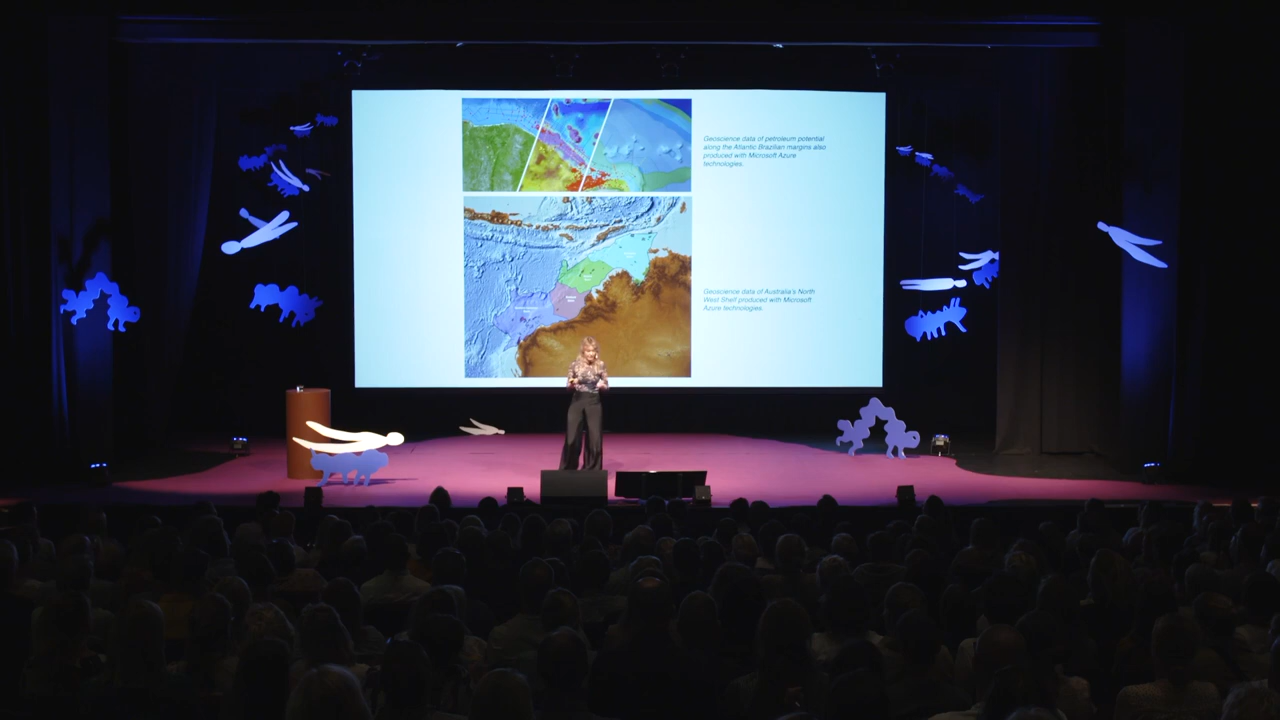 Geoscience data of petroleum potential
along the Atlantic Brazilian margins also
produced with Microsoft Azure
technologies.
Geoscience data of Australia's North
West Shelf produced with Microsoft
Azure technologies.